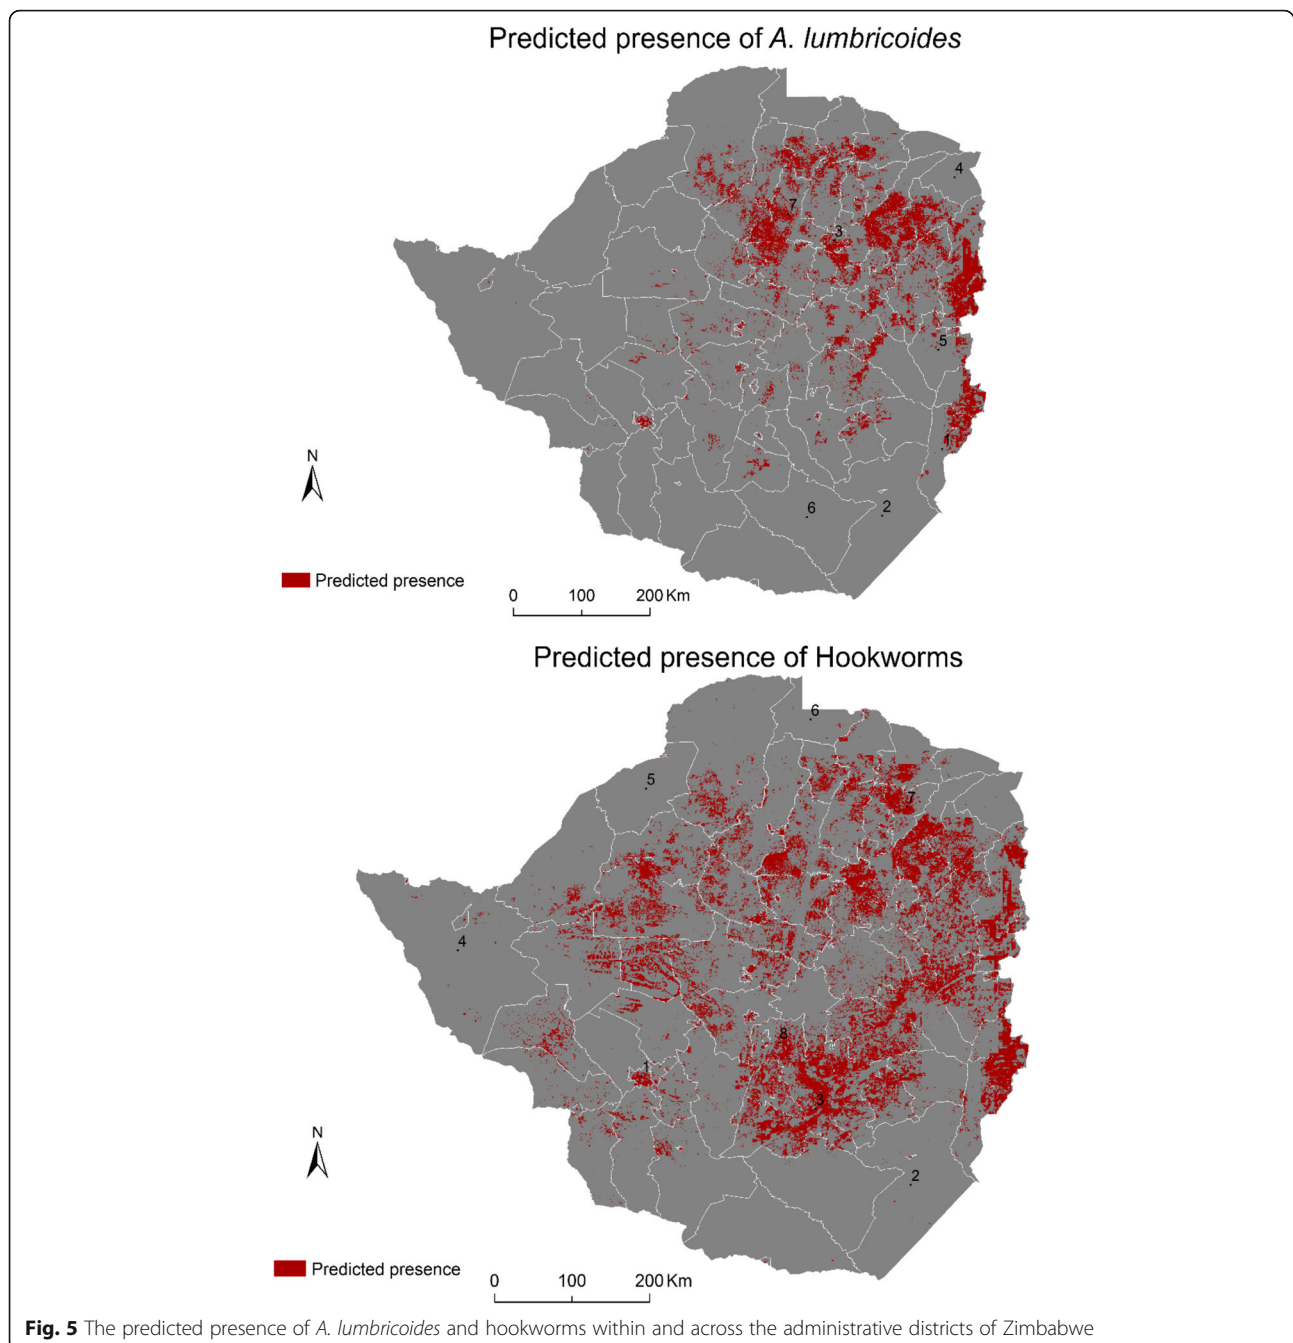 Predicted presence of A. lumbricoides
4
7
3
5
1
N
6
2
Predicted presence
0 100 200 Km
Predicted presence of Hookworms
6
5
7
4
8
1
3
N
2
Predicted presence
0 100 200 Km
Fig. 5 The predicted presence of A. lumbricoides and hookworms within and across the administrative districts of Zimbabwe